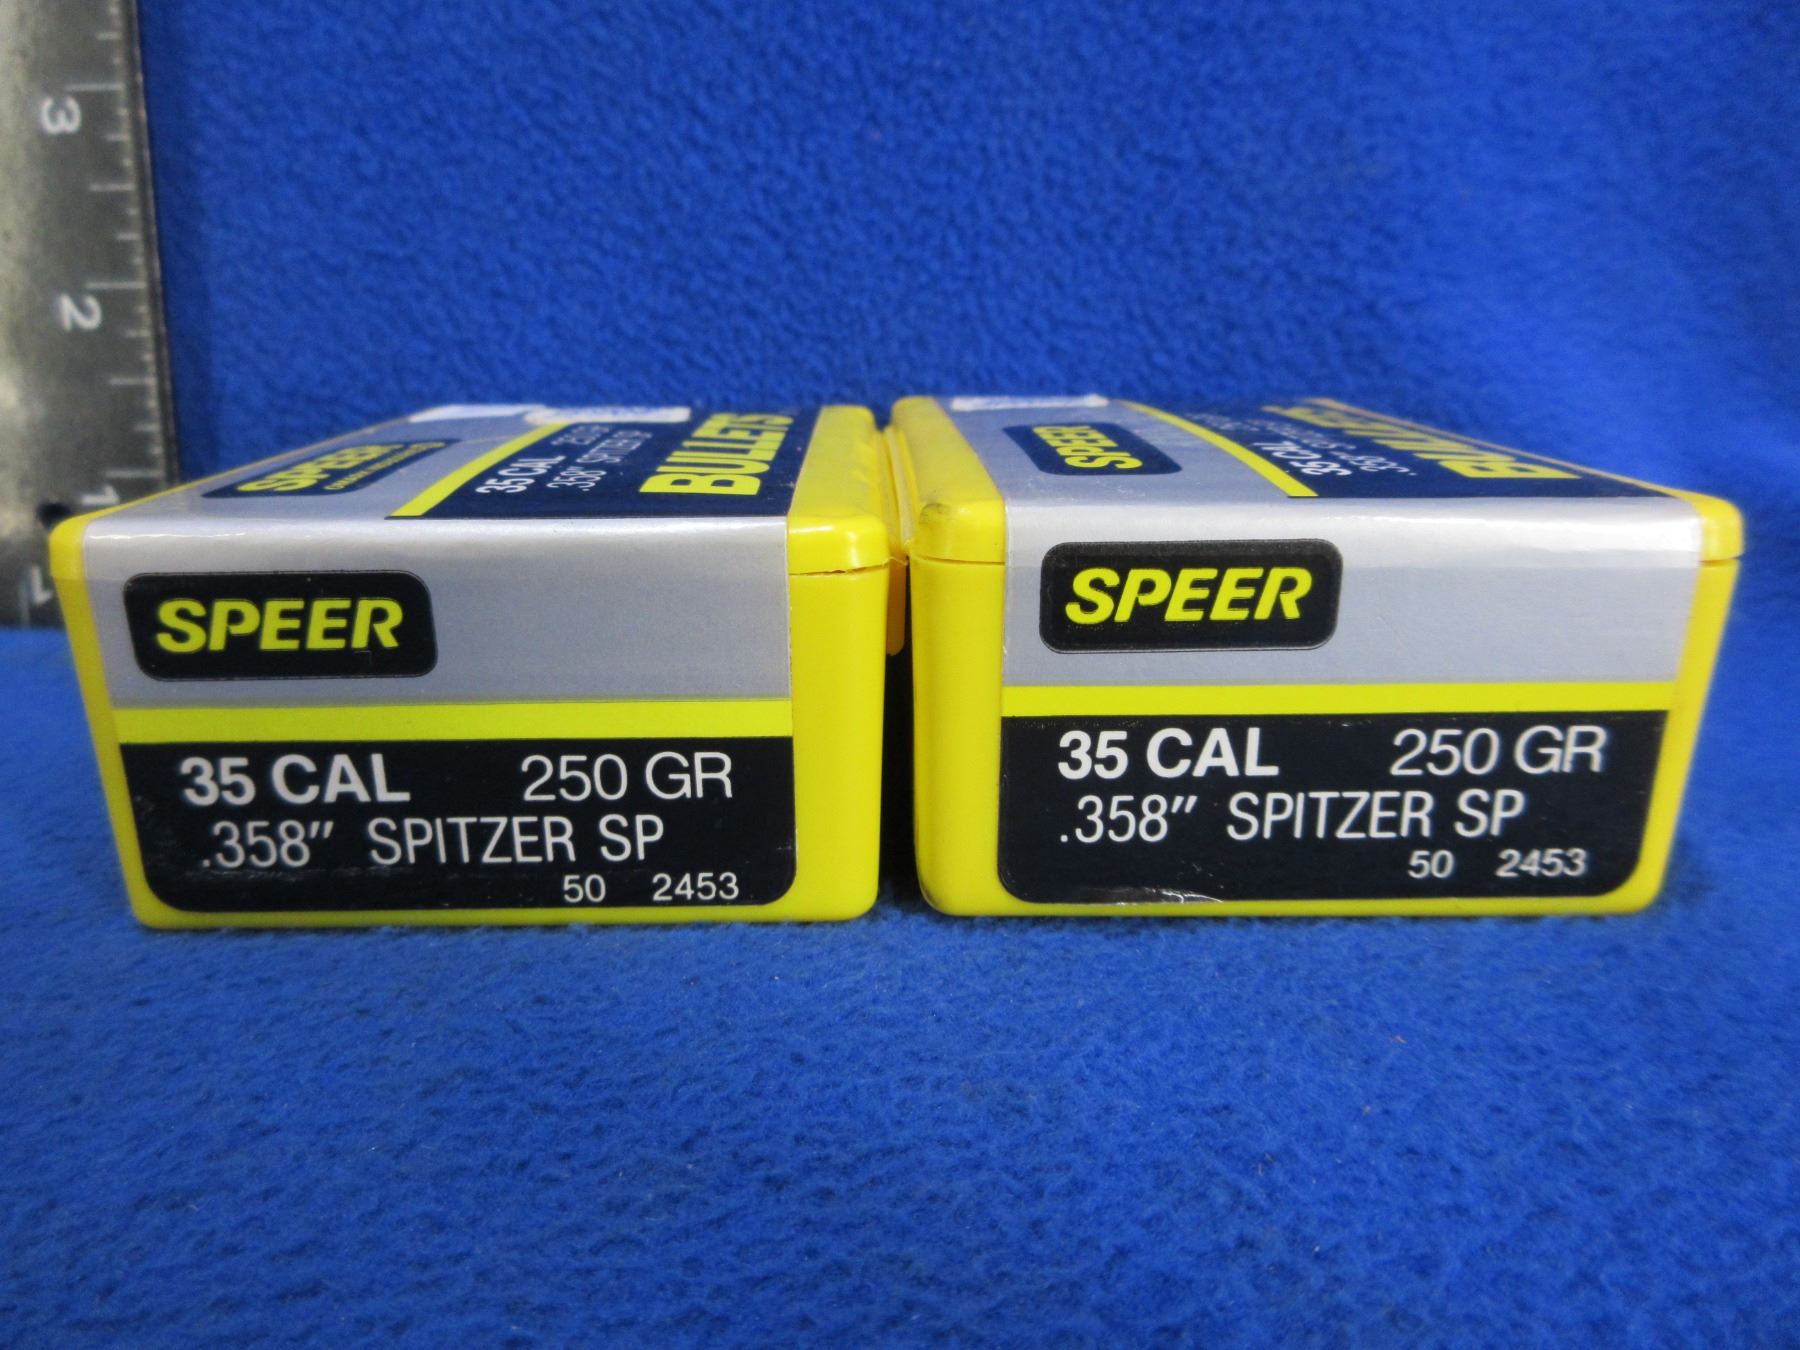 3
2
1
SPEER
35 CAL
.358" SPITZER
BULLETS
SPEER
35 CAL 250 GR
.358" SPITZER SP
50 2453
SPEER
35 CAL
.358"
BULLETS
SPEER
35 CAL 250 GR
.358" SPITZER SP
50 2453